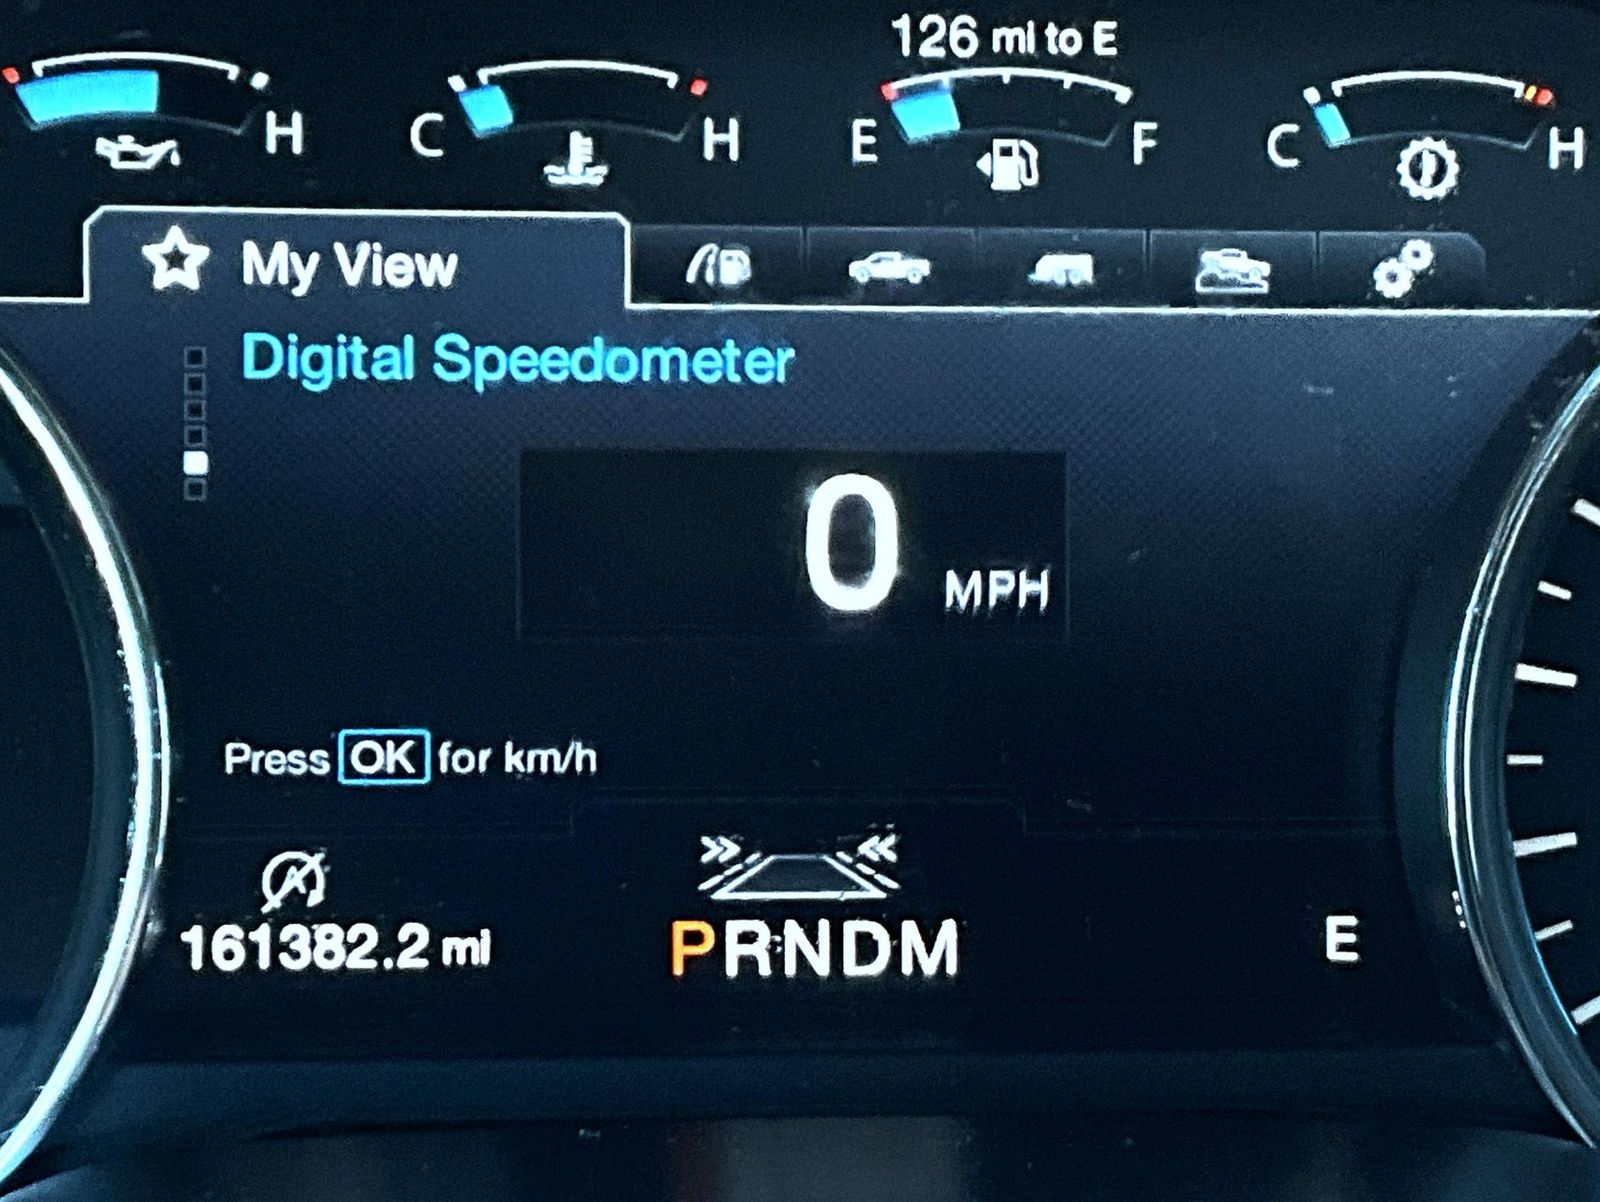 126 mi to E
H
C H
E F
C H
My View
Digital Speedometer
0 MPH
Press OK for km/h
161382.2 mi
PRNDM
E